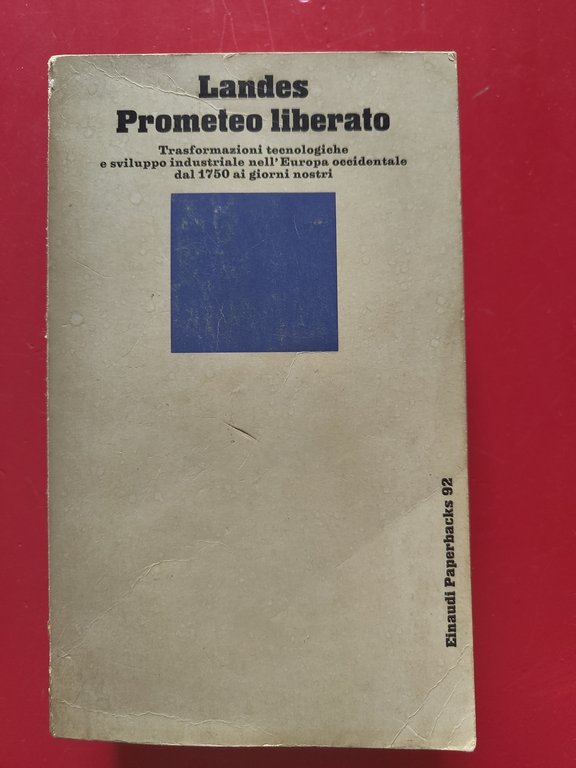 Landes
Prometeo liberato
Trasformazioni tecnologiche
e sviluppo industriale nell'Europa occidentale
dal 1750 ai giorni nostri
Einaudi Paperbacks 92